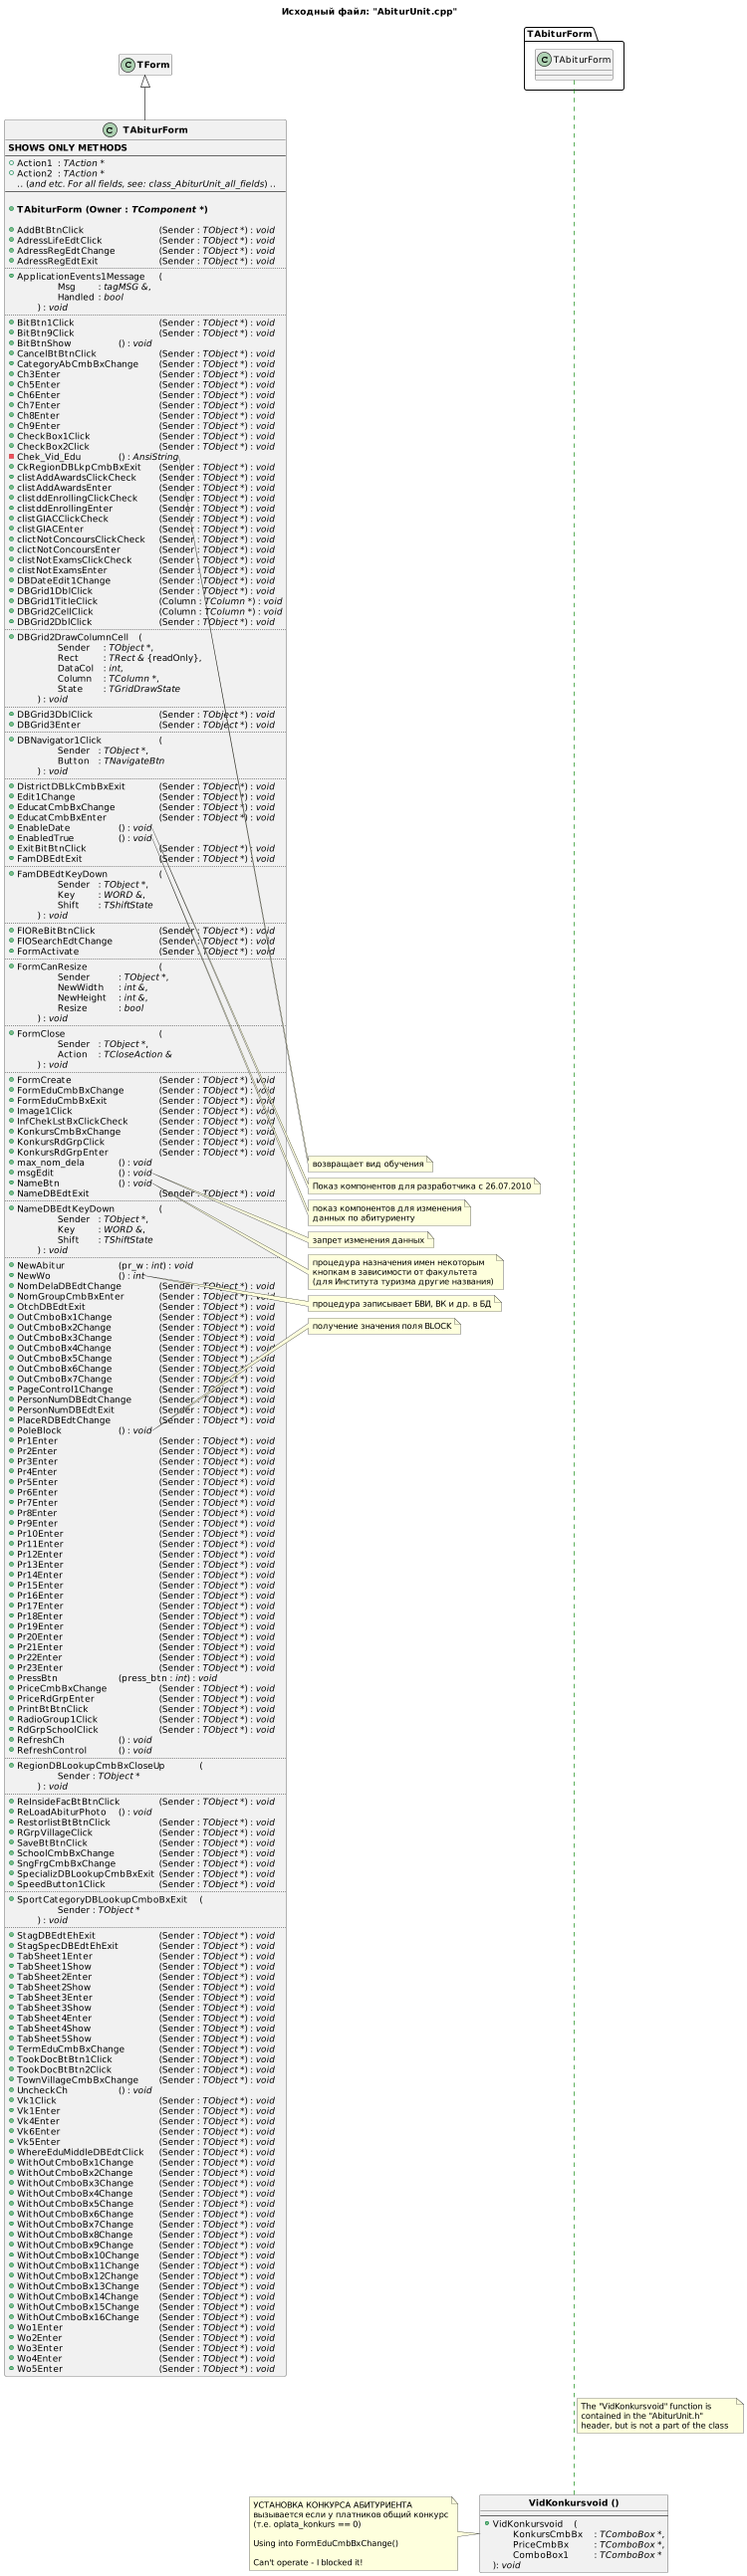 Исходный файл: "AbiturUnit.cpp"
TAbiturForm
C TForm
C TAbiturForm
C TAbiturForm
SHOWS ONLY METHODS
Action1 : TAction *
Action2 : TAction *
.. (and etc. For all fields, see: class_AbiturUnit_all_fields) ..
TAbiturForm (Owner : TComponent *)
AddBtBtnClick (Sender : TObject *) : void
AdressLifeEdtClick (Sender : TObject *) : void
AdressRegEdtChange (Sender : TObject *) : void
AdressRegEdtExit (Sender : TObject *) : void
ApplicationEvents1Message (
Msg : tagMSG &,
Handled : bool
) : void
BitBtn1Click (Sender : TObject *) : void
BitBtn9Click (Sender : TObject *) : void
BitBtnShow () : void
CancelBtBtnClick (Sender : TObject *) : void
CategoryAbCmbBxChange (Sender : TObject *) : void
Ch3Enter (Sender : TObject *) : void
Ch5Enter (Sender : TObject *) : void
Ch6Enter (Sender : TObject *) : void
Ch7Enter (Sender : TObject *) : void
Ch8Enter (Sender : TObject *) : void
Ch9Enter (Sender : TObject *) : void
CheckBox1Click (Sender : TObject *) : void
CheckBox2Click (Sender : TObject *) : void
Chek_Vid_Edu () : AnsiString
CkRegionDBLkpCmbBxExit (Sender : TObject *) : void
clistAddAwardsClickCheck (Sender : TObject *) : void
clistAddAwardsEnter (Sender : TObject *) : void
clistddEnrollingClickCheck (Sender : TObject *) : void
clistddEnrollingEnter (Sender : TObject *) : void
clistGIACClickCheck (Sender : TObject *) : void
clistGIACEnter (Sender : TObject *) : void
clictNotConcoursClickCheck (Sender : TObject *) : void
clictNotConcoursEnter (Sender : TObject *) : void
clistNotExamsClickCheck (Sender : TObject *) : void
clistNotExamsEnter (Sender : TObject *) : void
DBDateEdit1Change (Sender : TObject *) : void
DBGrid1DblClick (Sender : TObject *) : void
DBGrid1TitleClick (Column : TColumn *) : void
DBGrid2CellClick (Column : TColumn *) : void
DBGrid2DblClick (Sender : TObject *) : void
DBGrid2DrawColumnCell (
Sender : TObject *,
Rect : TRect & {readOnly},
DataCol : int,
Column : TColumn *,
State : TGridDrawState
) : void
DBGrid3DblClick (Sender : TObject *) : void
DBGrid3Enter (Sender : TObject *) : void
DBNavigator1Click (
Sender : TObject *,
Button : TNavigateBtn
) : void
DistrictDBLkCmbBxExit (Sender : TObject *) : void
Edit1Change (Sender : TObject *) : void
EducatCmbBxChange (Sender : TObject *) : void
EducatCmbBxEnter (Sender : TObject *) : void
EnableDate () : void
EnabledTrue () : void
ExitBitBtnClick (Sender : TObject *) : void
FamDBEdtExit (Sender : TObject *) : void
FamDBEdtKeyDown (
Sender : TObject *,
Key : WORD &,
Shift : TShiftState
) : void
FIOReBitBtnClick (Sender : TObject *) : void
FIOSearchEdtChange (Sender : TObject *) : void
FormActivate (Sender : TObject *) : void
FormCanResize (
Sender : TObject *,
NewWidth : int &,
NewHeight : int &,
Resize : bool
) : void
FormClose (
Sender : TObject *,
Action : TCloseAction &
) : void
FormCreate (Sender : TObject *) : void
FormEduCmbBxChange (Sender : TObject *) : void
FormEduCmbBxExit (Sender : TObject *) : void
Image1Click (Sender : TObject *) : void
InfChekLstBxClickCheck (Sender : TObject *) : void
KonkursCmbBxChange (Sender : TObject *) : void
KonkursRdGrpClick (Sender : TObject *) : void
KonkursRdGrpEnter (Sender : TObject *) : void
max_nom_dela () : void
msgEdit () : void
NameBtn () : void
NameDBEdtExit (Sender : TObject *) : void
NameDBEdtKeyDown (
Sender : TObject *,
Key : WORD &,
Shift : TShiftState
) : void
NewAbitur (pr_w : int) : void
NewWo () : int
NomDelaDBEdtChange (Sender : TObject *) : void
NomGroupCmbBxEnter (Sender : TObject *) : void
OtchDBEdtExit (Sender : TObject *) : void
OutCmboBx1Change (Sender : TObject *) : void
OutCmboBx2Change (Sender : TObject *) : void
OutCmboBx3Change (Sender : TObject *) : void
OutCmboBx4Change (Sender : TObject *) : void
OutCmboBx5Change (Sender : TObject *) : void
OutCmboBx6Change (Sender : TObject *) : void
OutCmboBx7Change (Sender : TObject *) : void
PageControl1Change (Sender : TObject *) : void
PersonNumDBEdtChange (Sender : TObject *) : void
PersonNumDBEdtExit (Sender : TObject *) : void
PlaceRDBEdtChange (Sender : TObject *) : void
PoleBlock () : void
Pr1Enter (Sender : TObject *) : void
Pr2Enter (Sender : TObject *) : void
Pr3Enter (Sender : TObject *) : void
Pr4Enter (Sender : TObject *) : void
Pr5Enter (Sender : TObject *) : void
Pr6Enter (Sender : TObject *) : void
Pr7Enter (Sender : TObject *) : void
Pr8Enter (Sender : TObject *) : void
Pr9Enter (Sender : TObject *) : void
Pr10Enter (Sender : TObject *) : void
Pr11Enter (Sender : TObject *) : void
Pr12Enter (Sender : TObject *) : void
Pr13Enter (Sender : TObject *) : void
Pr14Enter (Sender : TObject *) : void
Pr15Enter (Sender : TObject *) : void
Pr16Enter (Sender : TObject *) : void
Pr17Enter (Sender : TObject *) : void
Pr18Enter (Sender : TObject *) : void
Pr19Enter (Sender : TObject *) : void
Pr20Enter (Sender : TObject *) : void
Pr21Enter (Sender : TObject *) : void
Pr22Enter (Sender : TObject *) : void
Pr23Enter (Sender : TObject *) : void
PressBtn (press_btn : int) : void
PriceCmbBxChange (Sender : TObject *) : void
PriceRdGrpEnter (Sender : TObject *) : void
PrintBtBtnClick (Sender : TObject *) : void
RadioGroup1Click (Sender : TObject *) : void
RdGrpSchoolClick (Sender : TObject *) : void
RefreshCh () : void
RefreshControl () : void
RegionDBLookupCmbBxCloseUp (
Sender : TObject *
) : void
ReInsideFacBtBtnClick (Sender : TObject *) : void
ReLoadAbiturPhoto () : void
RestorlistBtBtnClick (Sender : TObject *) : void
RGrpVillageClick (Sender : TObject *) : void
SaveBtBtnClick (Sender : TObject *) : void
SchoolCmbBxChange (Sender : TObject *) : void
SngFrgCmbBxChange (Sender : TObject *) : void
SpecializDBLookupCmbBxExit (Sender : TObject *) : void
SpeedButton1Click (Sender : TObject *) : void
SportCategoryDBLookupCmboBxExit (
Sender : TObject *
) : void
StagDBEdtEhExit (Sender : TObject *) : void
StagSpecDBEdtEhExit (Sender : TObject *) : void
TabSheet1Enter (Sender : TObject *) : void
TabSheet1Show (Sender : TObject *) : void
TabSheet2Enter (Sender : TObject *) : void
TabSheet2Show (Sender : TObject *) : void
TabSheet3Enter (Sender : TObject *) : void
TabSheet3Show (Sender : TObject *) : void
TabSheet4Enter (Sender : TObject *) : void
TabSheet4Show (Sender : TObject *) : void
TabSheet5Show (Sender : TObject *) : void
TermEduCmbBxChange (Sender : TObject *) : void
TookDocBtBtn1Click (Sender : TObject *) : void
TookDocBtBtn2Click (Sender : TObject *) : void
TownVillageCmbBxChange (Sender : TObject *) : void
UncheckCh () : void
Vk1Click (Sender : TObject *) : void
Vk1Enter (Sender : TObject *) : void
Vk4Enter (Sender : TObject *) : void
Vk6Enter (Sender : TObject *) : void
Vk5Enter (Sender : TObject *) : void
WhereEduMiddleDBEdtClick (Sender : TObject *) : void
WithOutCmboBx1Change (Sender : TObject *) : void
WithOutCmboBx2Change (Sender : TObject *) : void
WithOutCmboBx3Change (Sender : TObject *) : void
WithOutCmboBx4Change (Sender : TObject *) : void
WithOutCmboBx5Change (Sender : TObject *) : void
WithOutCmboBx6Change (Sender : TObject *) : void
WithOutCmboBx7Change (Sender : TObject *) : void
WithOutCmboBx8Change (Sender : TObject *) : void
WithOutCmboBx9Change (Sender : TObject *) : void
WithOutCmboBx10Change (Sender : TObject *) : void
WithOutCmboBx11Change (Sender : TObject *) : void
WithOutCmboBx12Change (Sender : TObject *) : void
WithOutCmboBx13Change (Sender : TObject *) : void
WithOutCmboBx14Change (Sender : TObject *) : void
WithOutCmboBx15Change (Sender : TObject *) : void
WithOutCmboBx16Change (Sender : TObject *) : void
Wo1Enter (Sender : TObject *) : void
Wo2Enter (Sender : TObject *) : void
Wo3Enter (Sender : TObject *) : void
Wo4Enter (Sender : TObject *) : void
Wo5Enter (Sender : TObject *) : void
возвращает вид обучения
Показ компонентов для разработчика с 26.07.2010
показ компонентов для изменения
данных по абитуриенту
запрет изменения данных
процедура назначения имен некоторым
кнопкам в зависимости от факультета
(для Института туризма другие названия)
процедура записывает БВИ, ВК и др. в БД
получение значения поля BLOCK
The "VidKonkursvoid" function is
contained in the "AbiturUnit.h"
header, but is not a part of the class
УСТАНОВКА КОНКУРСА АБИТУРИЕНТА
вызывается если у платников общий конкурс
(т.е. oplata_konkurs == 0)
Using into FormEduCmbBxChange()
Can't operate - I blocked it!
VidKonkursvoid ()
VidKonkursvoid (
KonkursCmbBx : TComboBox *,
PriceCmbBx : TComboBox *,
ComboBox1 : TComboBox *
): void